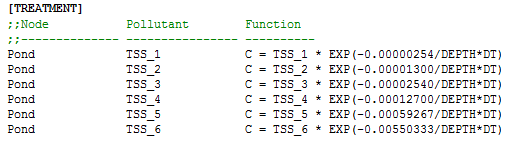 [TREATMENT]
;;Node Pollutant Function
;;-------------- ---------------- ----------
Pond TSS_1 C = TSS_1 * EXP(-0.00000254/DEPTH*DT)
Pond TSS_2 C = TSS_2 * EXP(-0.00001300/DEPTH*DT)
Pond TSS_3 C = TSS_3 * EXP(-0.00002540/DEPTH*DT)
Pond TSS_4 C = TSS_4 * EXP(-0.00012700/DEPTH*DT)
Pond TSS_5 C = TSS_5 * EXP(-0.00059267/DEPTH*DT)
Pond TSS_6 C = TSS_6 * EXP(-0.00550333/DEPTH*DT)